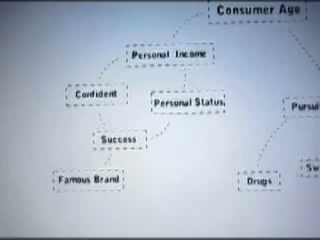 Consumer Age
Personal Income
Confident
Personal Status,
Success
Famous Brand
Drugs